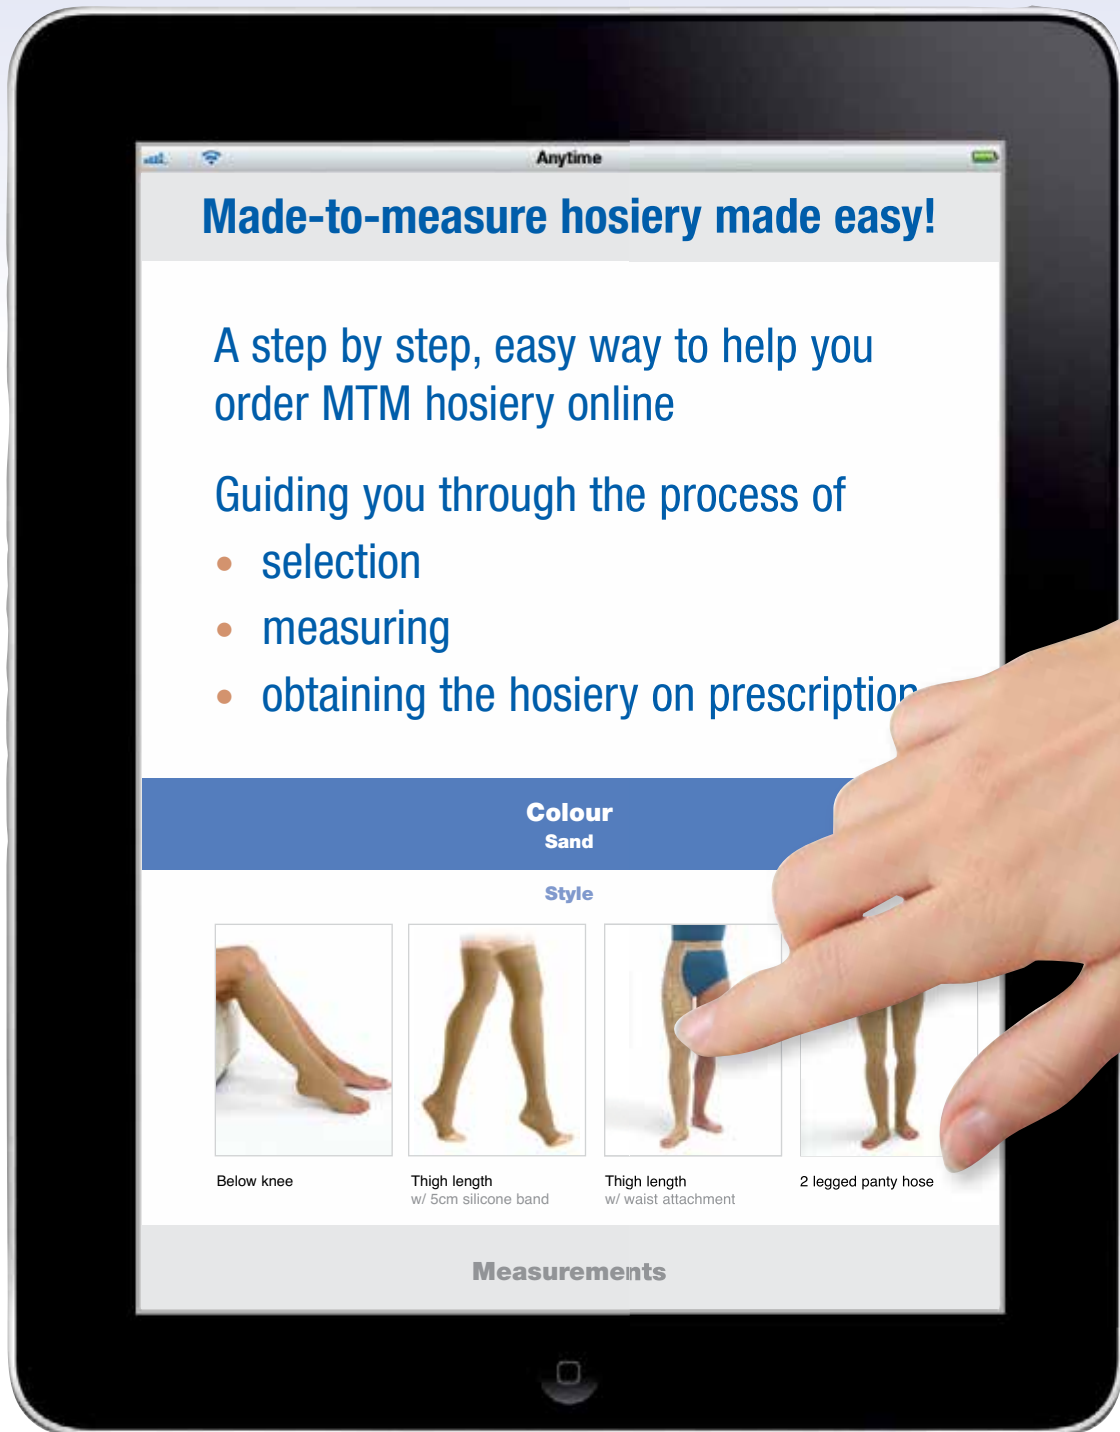 Anytime
Made-to-measure hosiery made easy!
A step by step, easy way to help you
order MTM hosiery online
Guiding you through the process of
• selection
• measuring
• obtaining the hosiery on prescription
Colour
Sand
Style
Below knee
Thigh length
w/ 5cm silicone band
Thigh length
w/ waist attachment
2 legged panty hose
Measurements